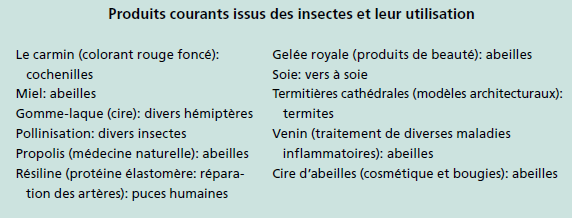 Produits courants issus des insectes et leur utilisation
Le carmin (colorant rouge foncé):
cochenilles
Miel: abeilles
Gomme-laque (cire): divers hémiptères
Pollinisation: divers insectes
Propolis (médecine naturelle): abeilles
Résiline (protéine élastomère: répara-
tion des artères): puces humaines
Gelée royale (produits de beauté): abeilles
Soie: vers à soie
Termitières cathédrales (modèles architecturaux):
termites
Venin (traitement de diverses maladies
inflammatoires): abeilles
Cire d'abeilles (cosmétique et bougies): abeilles